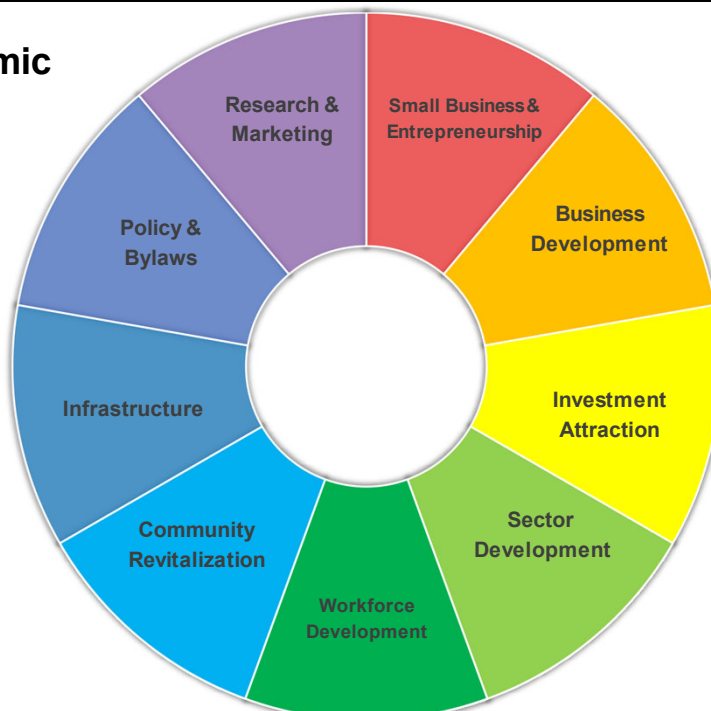 mic
Research &
Marketing
Small Business &
Entrepreneurship
Policy &
Bylaws
Business
Development
Infrastructure
Investment
Attraction
Community
Revitalization
Sector
Development
Workforce
Development